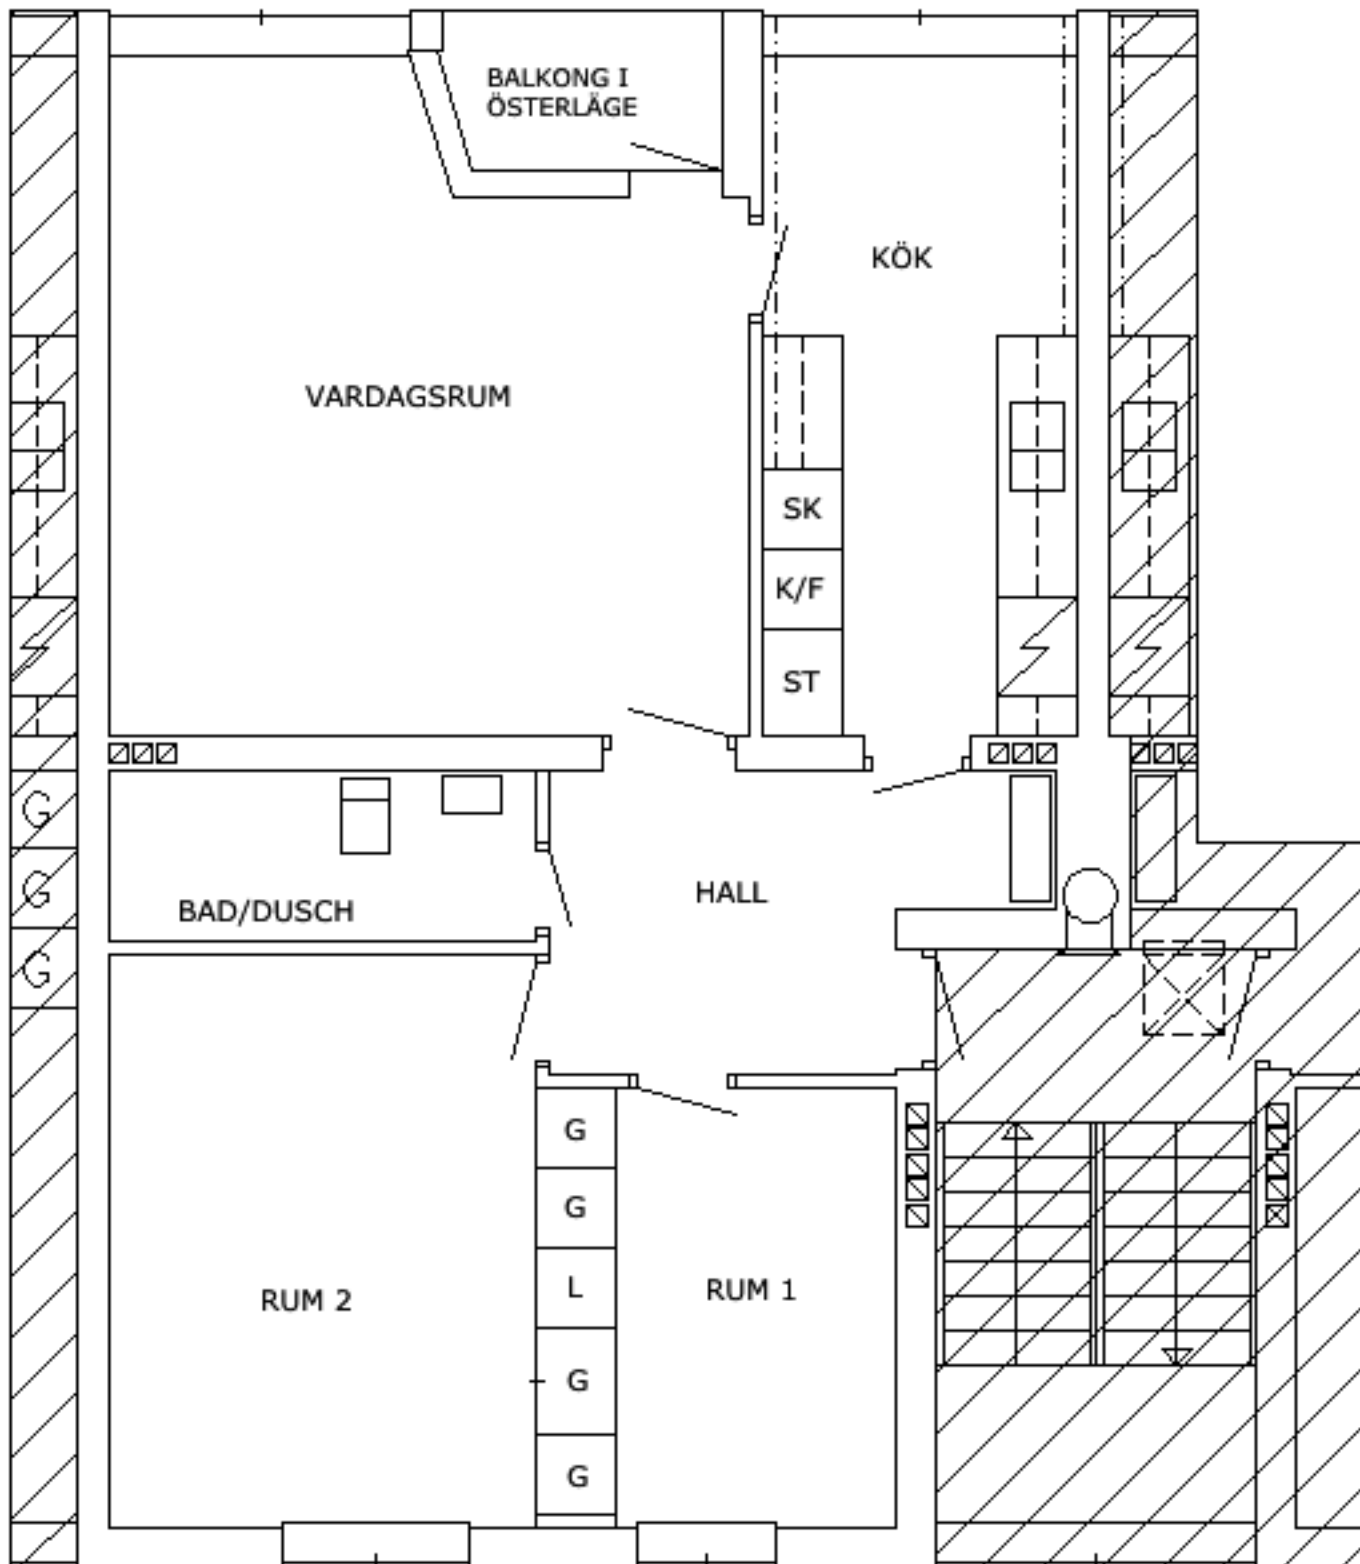 BALKONG I
ÖSTERLÄGE
KÖK
VARDAGSRUM
SK
K/F
ST
G
G
G
HALL
BAD/DUSCH
G
G
L
G
G
RUM 2
RUM 1